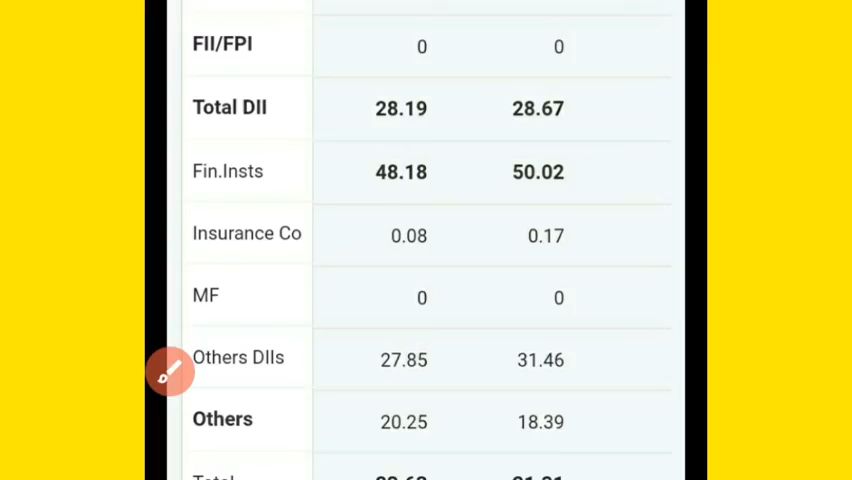 FII/FPI 0 0
Total DII 28.19 28.67
Fin.Insts 48.18 50.02
Insurance Co 0.08 0.17
MF 0 0
Others DIIs 27.85 31.46
Others 20.25 18.39
Total